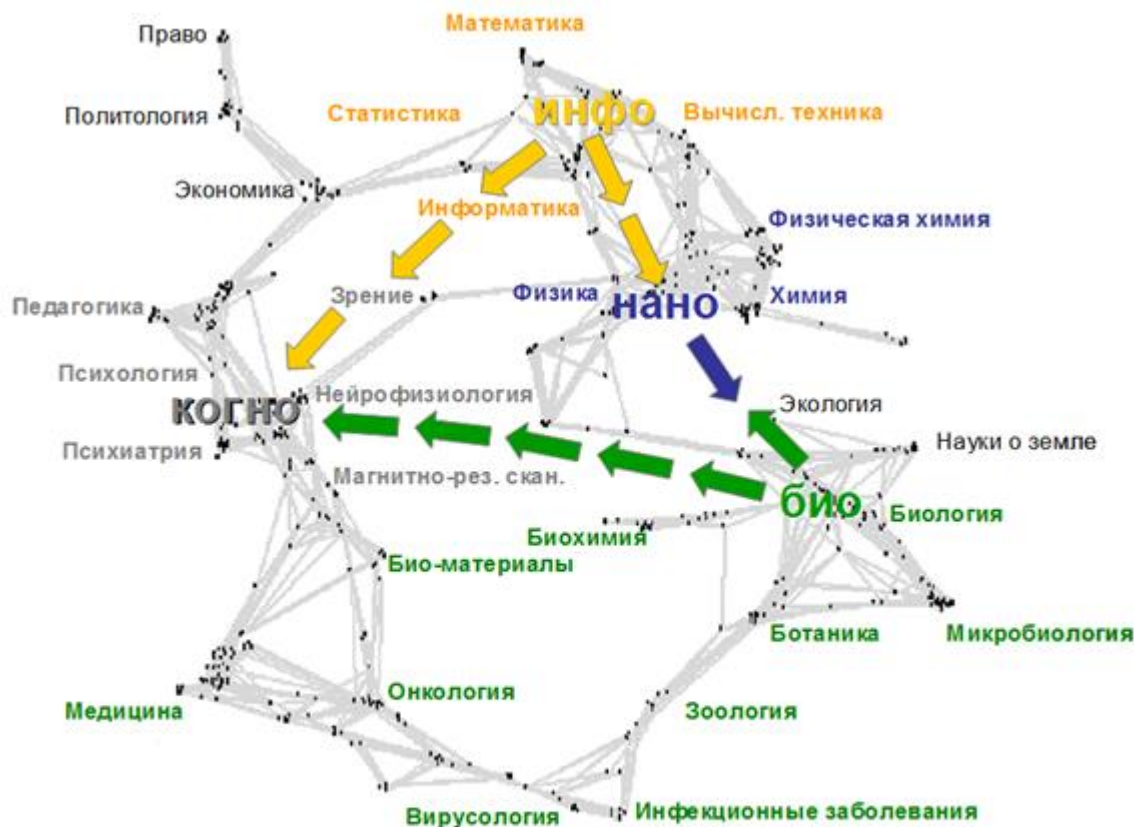 Право
Математика
Политология
Статистика
инфо
Вычисл. техника
Экономика
Информатика
Физическая химия
Педагогика
Зрение
Физика
нано
Химия
Психология
когно
Нейрофизиология
Экология
Психиатрия
Науки о земле
Магнитно-рез. скан.
био
Биология
Биохимия
Био-материалы
Ботаника
Микробиология
Медицина
Онкология
Зоология
Вирусология
Инфекционные заболевания